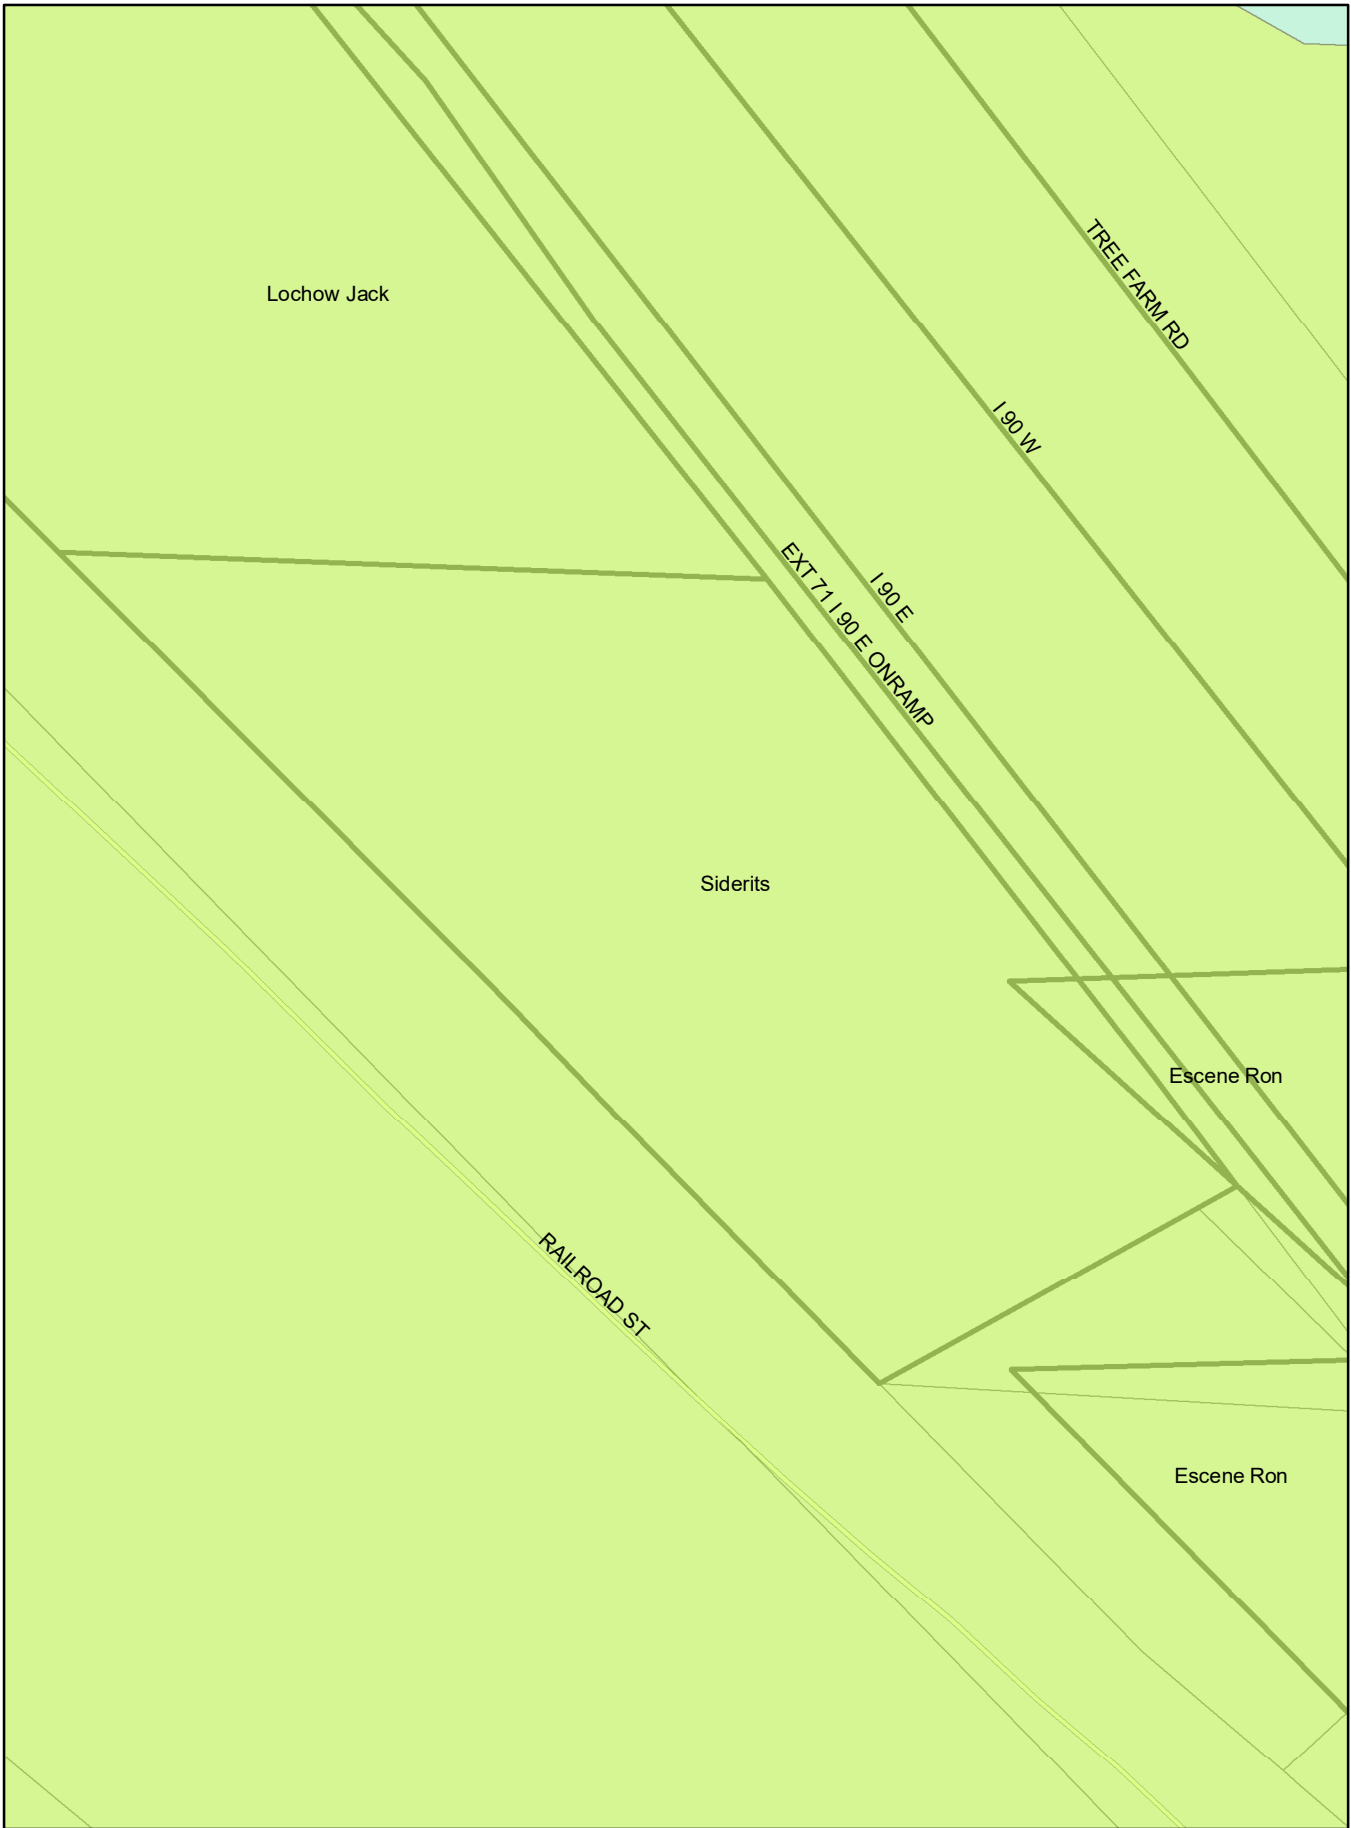 TREE FARM RD
Lochow Jack
I 90 W
I 90 E
EXT 71 I 90 E ONRAMP
Siderits
Escene Ron
RAILROAD ST
Escene Ron